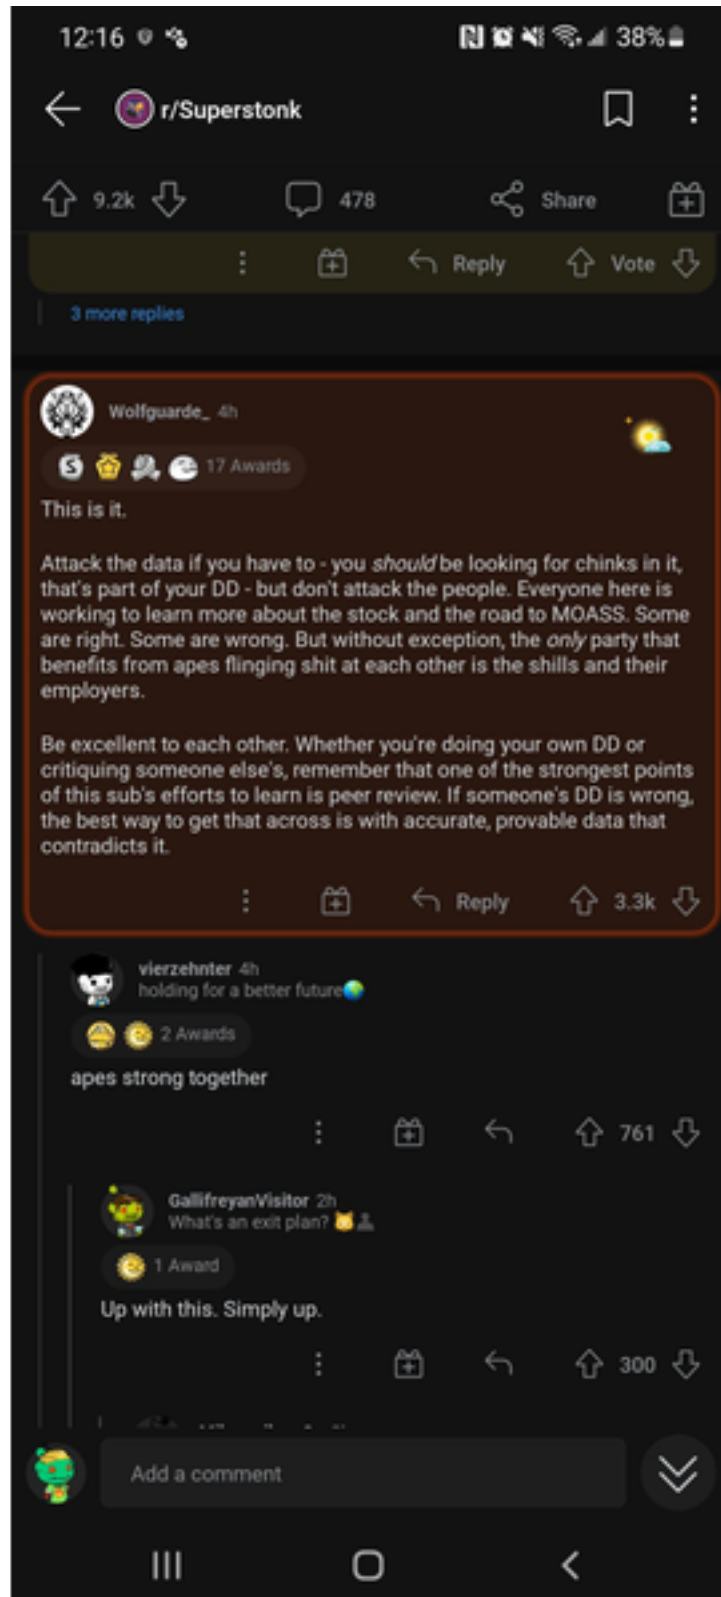 12:16
38%
r/Superstonk
9.2k
478
Share
Reply
Vote
3 more replies
Wolfguarde_ 4h
17 Awards
This is it.
Attack the data if you have to - you should be looking for chinks in it,
that's part of your DD - but don't attack the people. Everyone here is
working to learn more about the stock and the road to MOASS. Some
are right. Some are wrong. But without exception, the only party that
benefits from apes flinging shit at each other is the shills and their
employers.
Be excellent to each other. Whether you're doing your own DD or
critiquing someone else's, remember that one of the strongest points
of this sub's efforts to learn is peer review. If someone's DD is wrong,
the best way to get that across is with accurate, provable data that
contradicts it.
Reply
3.3k
vierzehnter 4h
holding for a better future🌍
2 Awards
apes strong together
761
GallifreyanVisitor 2h
What's an exit plan?
1 Award
Up with this. Simply up.
300
Add a comment